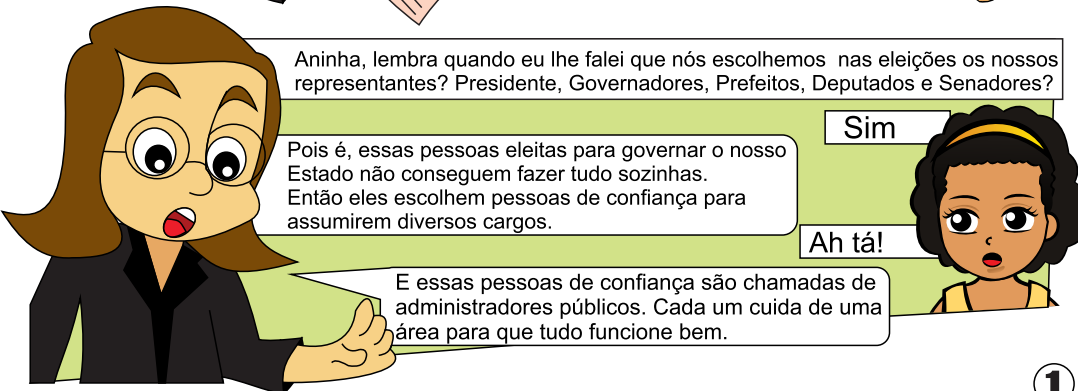 Aninha, lembra quando eu lhe falei que nós escolhemos nas eleições os nossos
representantes? Presidente, Governadores, Prefeitos, Deputados e Senadores?
Sim
Pois é, essas pessoas eleitas para governar o nosso
Estado não conseguem fazer tudo sozinhas.
Então eles escolhem pessoas de confiança para
assumirem diversos cargos.
Ah tá!
E essas pessoas de confiança são chamadas de
administradores públicos. Cada um cuida de uma
área para que tudo funcione bem.
1